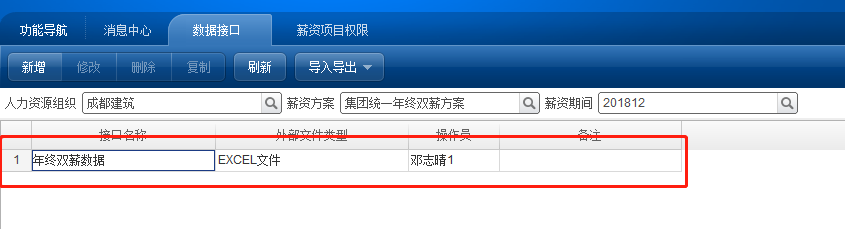 功能导航 消息中心 数据接口 薪资项目权限
新增 修改 删除 复制 刷新 导入导出
人力资源组织 成都建筑 薪资方案 集团统一年终双薪方案 薪资期间 201812
接口名称 外部文件类型 操作员 备注
1 年终双薪数据 EXCEL文件 邓志晴1